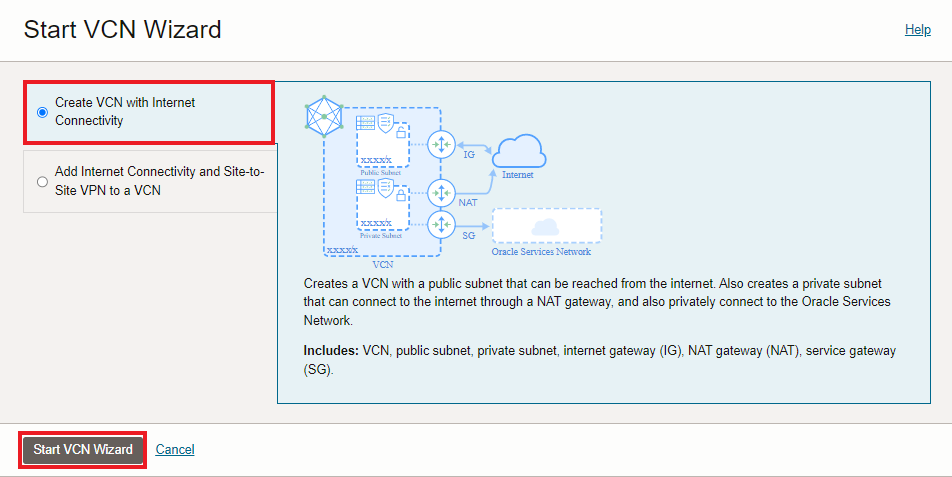 Start VCN Wizard
Help
Create VCN with Internet
Connectivity
Add Internet Connectivity and Site-to-
Site VPN to a VCN
xxxx/x
Public Subnet
IG
Internet
xxxx/x
Private Subnet
NAT
SG
xxxx/x
VCN
Oracle Services Network
Creates a VCN with a public subnet that can be reached from the internet. Also creates a private subnet
that can connect to the internet through a NAT gateway, and also privately connect to the Oracle Services
Network.
Includes: VCN, public subnet, private subnet, internet gateway (IG), NAT gateway (NAT), service gateway
(SG).
Start VCN Wizard
Cancel